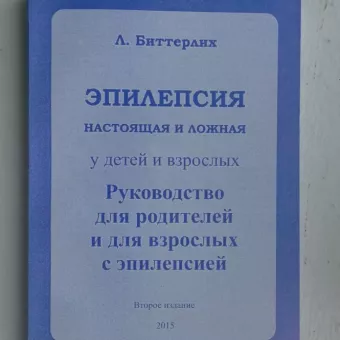 Л. Биттерлих
ЭПИЛЕПСИЯ
НАСТОЯЩАЯ И ЛОЖНАЯ
у детей и взрослых
Руководство
для родителей
и для взрослых
с эпилепсией
Второе издание
2015